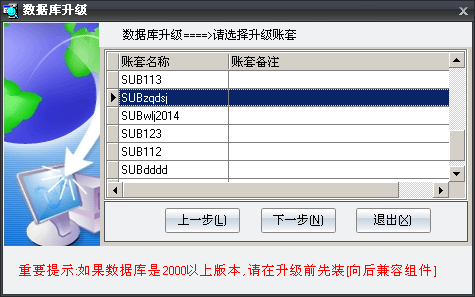 数据库升级
数据库升级====>请选择升级账套
账套名称 账套备注
SUB113
SUBzqdsj
SUBwlj2014
SUB123
SUB112
SUBdddd
上一步(L) 下一步(N) 退出(X)
重要提示:如果数据库是2000以上版本,请在升级前先装[向后兼容组件]